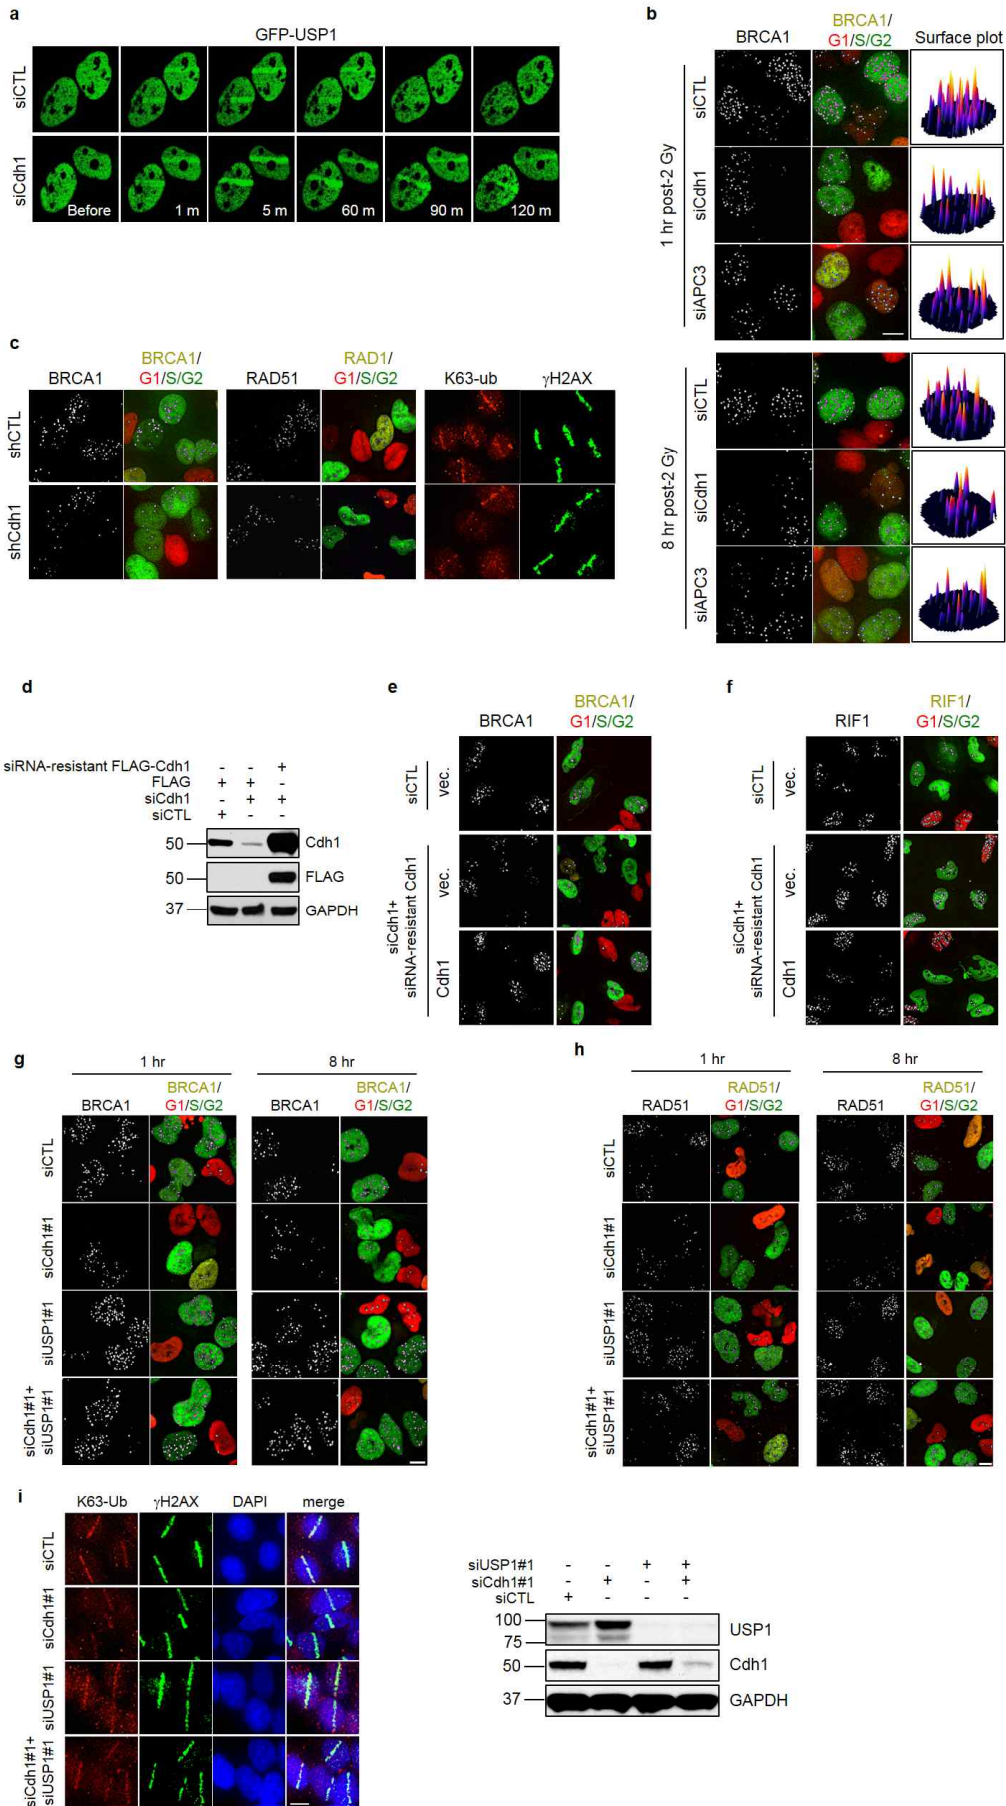 a
GFP-USP1
siCTL
siCdh1
Before
1 m
5 m
60 m
90 m
120 m
b
BRCA1
BRCA1/
G1/S/G2
Surface plot
1 hr post-2 Gy
siCTL
siCdh1
siAPC3
8 hr post-2 Gy
siCTL
siCdh1
siAPC3
c
BRCA1
BRCA1/
G1/S/G2
RAD51
RAD1/
G1/S/G2
K63-ub
γH2AX
shCTL
shCdh1
d
siRNA-resistant FLAG-Cdh1 - - +
FLAG + + -
siCdh1 - + +
siCTL + - -
50
Cdh1
50
FLAG
37
GAPDH
e
BRCA1
BRCA1/
G1/S/G2
siCTL
vec.
siCdh1+
siRNA-resistant Cdh1
vec.
Cdh1
f
RIF1
RIF1/
G1/S/G2
siCTL
vec.
siCdh1+
siRNA-resistant Cdh1
vec.
Cdh1
g
1 hr
8 hr
BRCA1
BRCA1/
G1/S/G2
BRCA1
BRCA1/
G1/S/G2
siCTL
siCdh1#1
siUSP1#1
siCdh1#1+
siUSP1#1
h
1 hr
8 hr
RAD51
RAD51/
G1/S/G2
RAD51
RAD51/
G1/S/G2
siCTL
siCdh1#1
siUSP1#1
siCdh1#1+
siUSP1#1
i
K63-Ub
γH2AX
DAPI
merge
siCTL
siCdh1#1
siUSP1#1
siCdh1#1+
siUSP1#1
siUSP1#1 - - + +
siCdh1#1 - + - +
siCTL + - - -
100
75
USP1
50
Cdh1
37
GAPDH